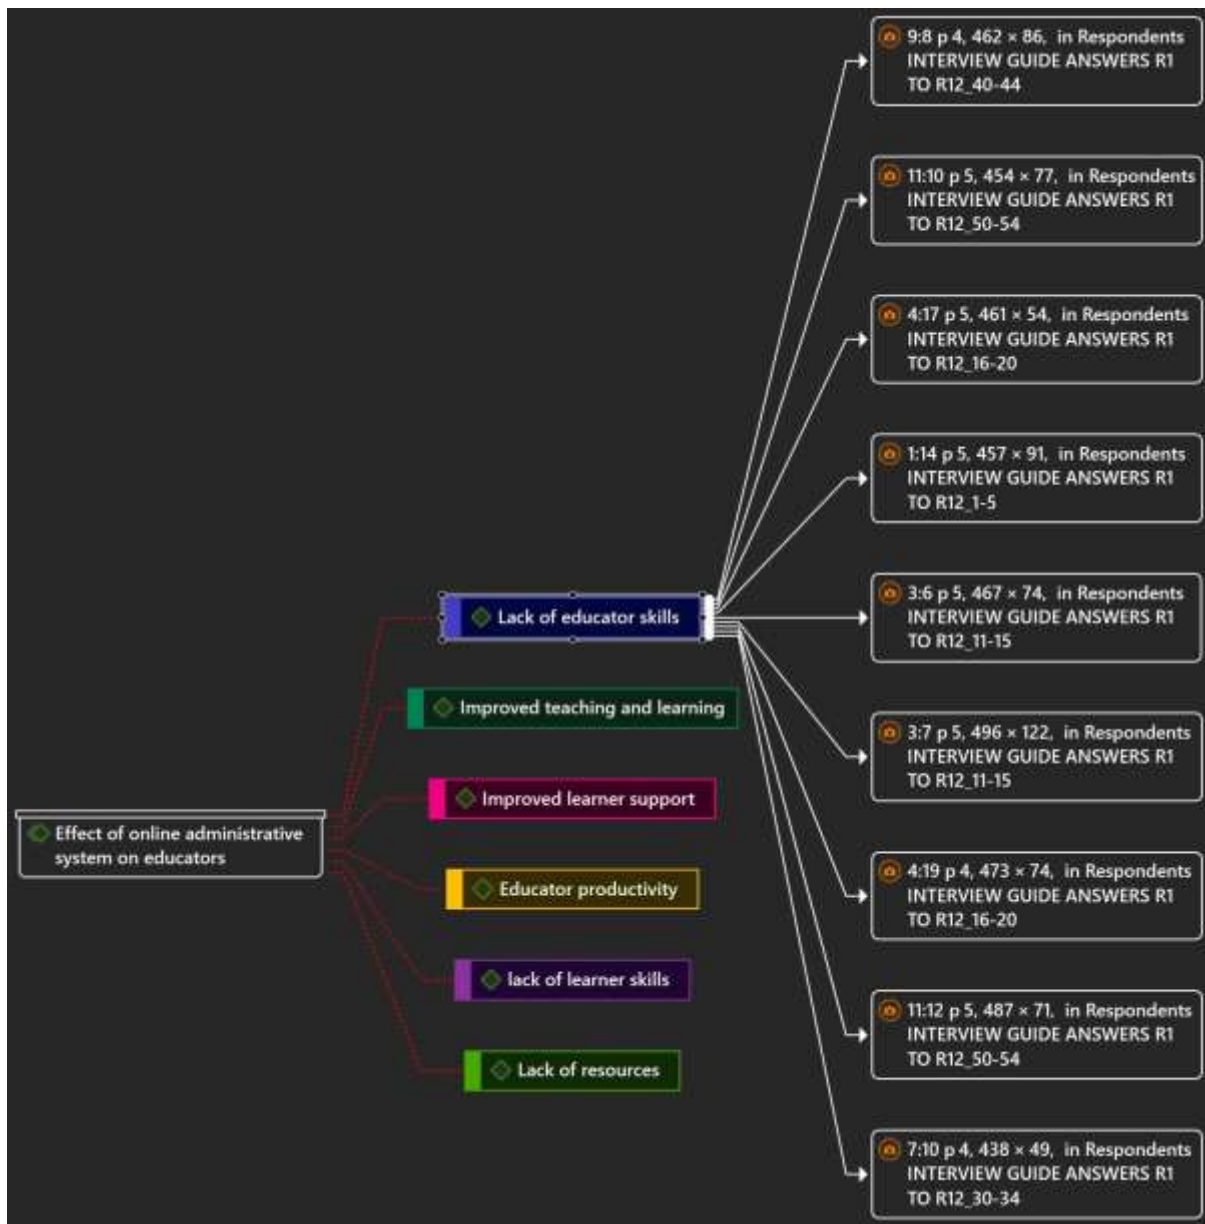 9:8 p 4, 462 × 86, in Respondents
INTERVIEW GUIDE ANSWERS R1
TO R12_40-44
11:10 p 5, 454 × 77, in Respondents
INTERVIEW GUIDE ANSWERS R1
TO R12_50-54
4:17 p 5, 461 × 54, in Respondents
INTERVIEW GUIDE ANSWERS R1
TO R12_16-20
1:14 p 5, 457 × 91, in Respondents
INTERVIEW GUIDE ANSWERS R1
TO R12_1-5
3:6 p 5, 467 × 74, in Respondents
INTERVIEW GUIDE ANSWERS R1
TO R12_11-15
3:7 p 5, 496 × 122, in Respondents
INTERVIEW GUIDE ANSWERS R1
TO R12_11-15
4:19 p 4, 473 × 74, in Respondents
INTERVIEW GUIDE ANSWERS R1
TO R12_16-20
11:12 p 5, 487 × 71, in Respondents
INTERVIEW GUIDE ANSWERS R1
TO R12_50-54
7:10 p 4, 438 × 49, in Respondents
INTERVIEW GUIDE ANSWERS R1
TO R12_30-34
Lack of educator skills
Improved teaching and learning
Improved learner support
Educator productivity
lack of learner skills
Lack of resources
Effect of online administrative
system on educators